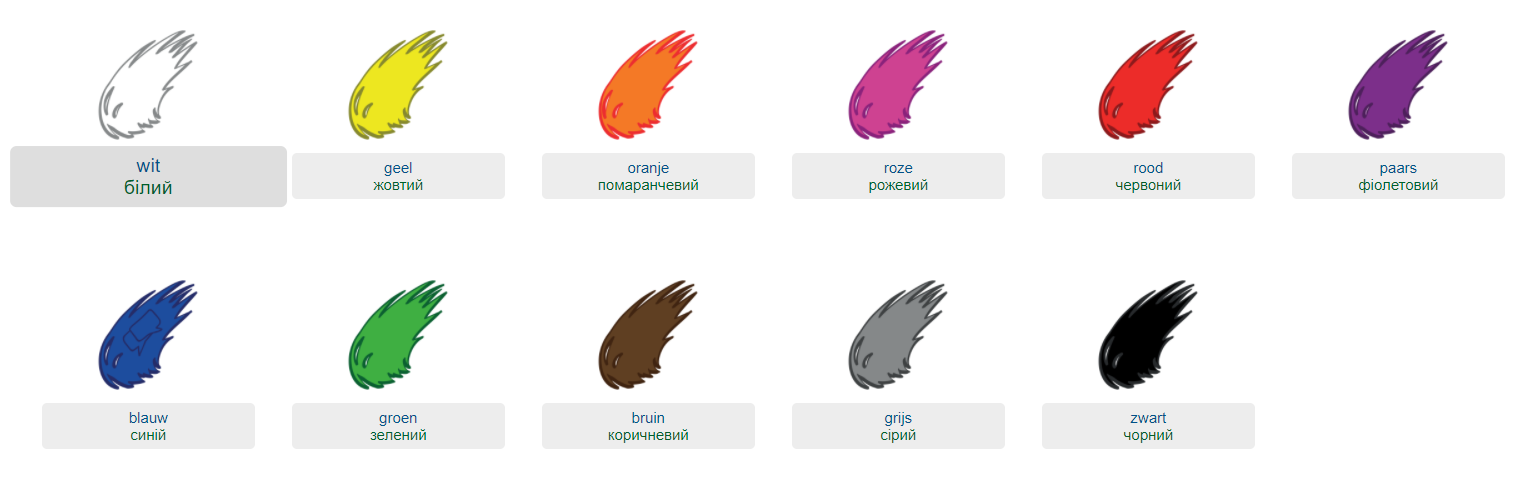 wit
білий
geel
жовтий
oranje
помаранчевий
roze
рожевий
rood
червоний
paars
фіолетовий
blauw
синій
groen
зелений
bruin
коричневий
grijs
сірий
zwart
чорний